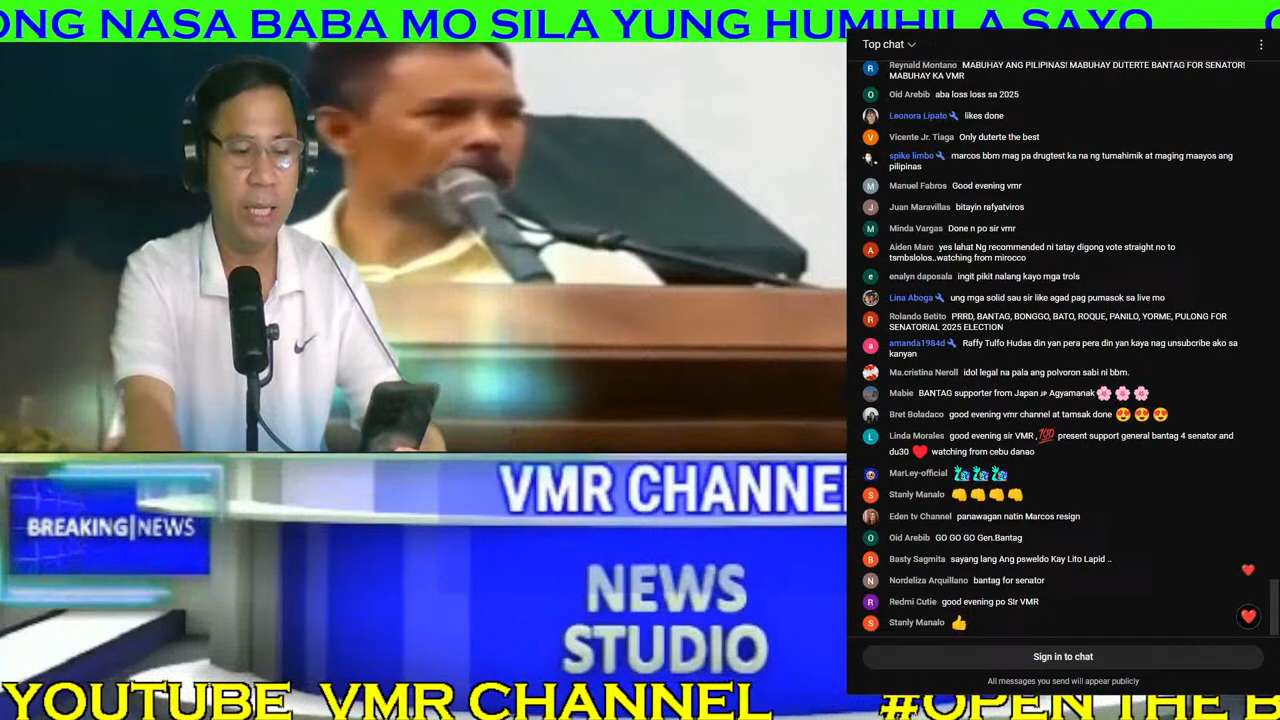 ONG NASA BABA MO SILA YUNG HUMIHILA SAYO
Top chat
Reynald Montano MABUHAY ANG PILIPINAS! MABUHAY DUTERTE BANTAG FOR SENATOR!
MABUHAY KA VMR
Oid Arebib aba loss loss sa 2025
Leonora Lipato likes done
Vicente Jr. Tiaga Only duterte the best
spike limbo marcos bbm mag pa drugtest ka na ng tumahimik at maging maayos ang
pilipinas
Manuel Fabros Good evening vmr
Juan Maravillas bitayin rafyatviros
Minda Vargas Done n po sir vmr
Aiden Marc yes lahat Ng recommended ni tatay digong vote straight no to
tsmbslolos..watching from mirocco
enalyn daposala ingit pikit nalang kayo mga trols
Lina Aboga ung mga solid sau sir like agad pag pumasok sa live mo
Rolando Betito PRRD, BANTAG, BONGGO, BATO, ROQUE, PANILO, YORME, PULONG FOR
SENATORIAL 2025 ELECTION
amanda1984d Raffy Tulfo Hudas din yan pera pera din yan kaya nag unsubcribe ako sa
kanyan
Ma.cristina Neroll idol legal na pala ang polvoron sabi ni bbm.
Mabie BANTAG supporter from Japan JP Agyamanak 🌸 🌸 🌸
Bret Boladaco good evening vmr channel at tamsak done 😍 😍 😍
Linda Morales good evening sir VMR , 💯 present support general bantag 4 senator and
du30 ❤️ watching from cebu danao
MarLey-official
Stanly Manalo 👊 👊 👊 👊
Eden tv Channel panawagan natin Marcos resign
Oid Arebib GO GO GO Gen.Bantag
Basty Sagmita sayang lang Ang psweldo Kay Lito Lapid ..
Nordeliza Arquillano bantag for senator
Redmi Cutie good evening po SIr VMR
Stanly Manalo 👍
Sign in to chat
All messages you send will appear publicly
VMR CHANNE
BREAKING|NEWS
NEWS
STUDIO
YOUTUBE VMR CHANNEL #OPEN THE B